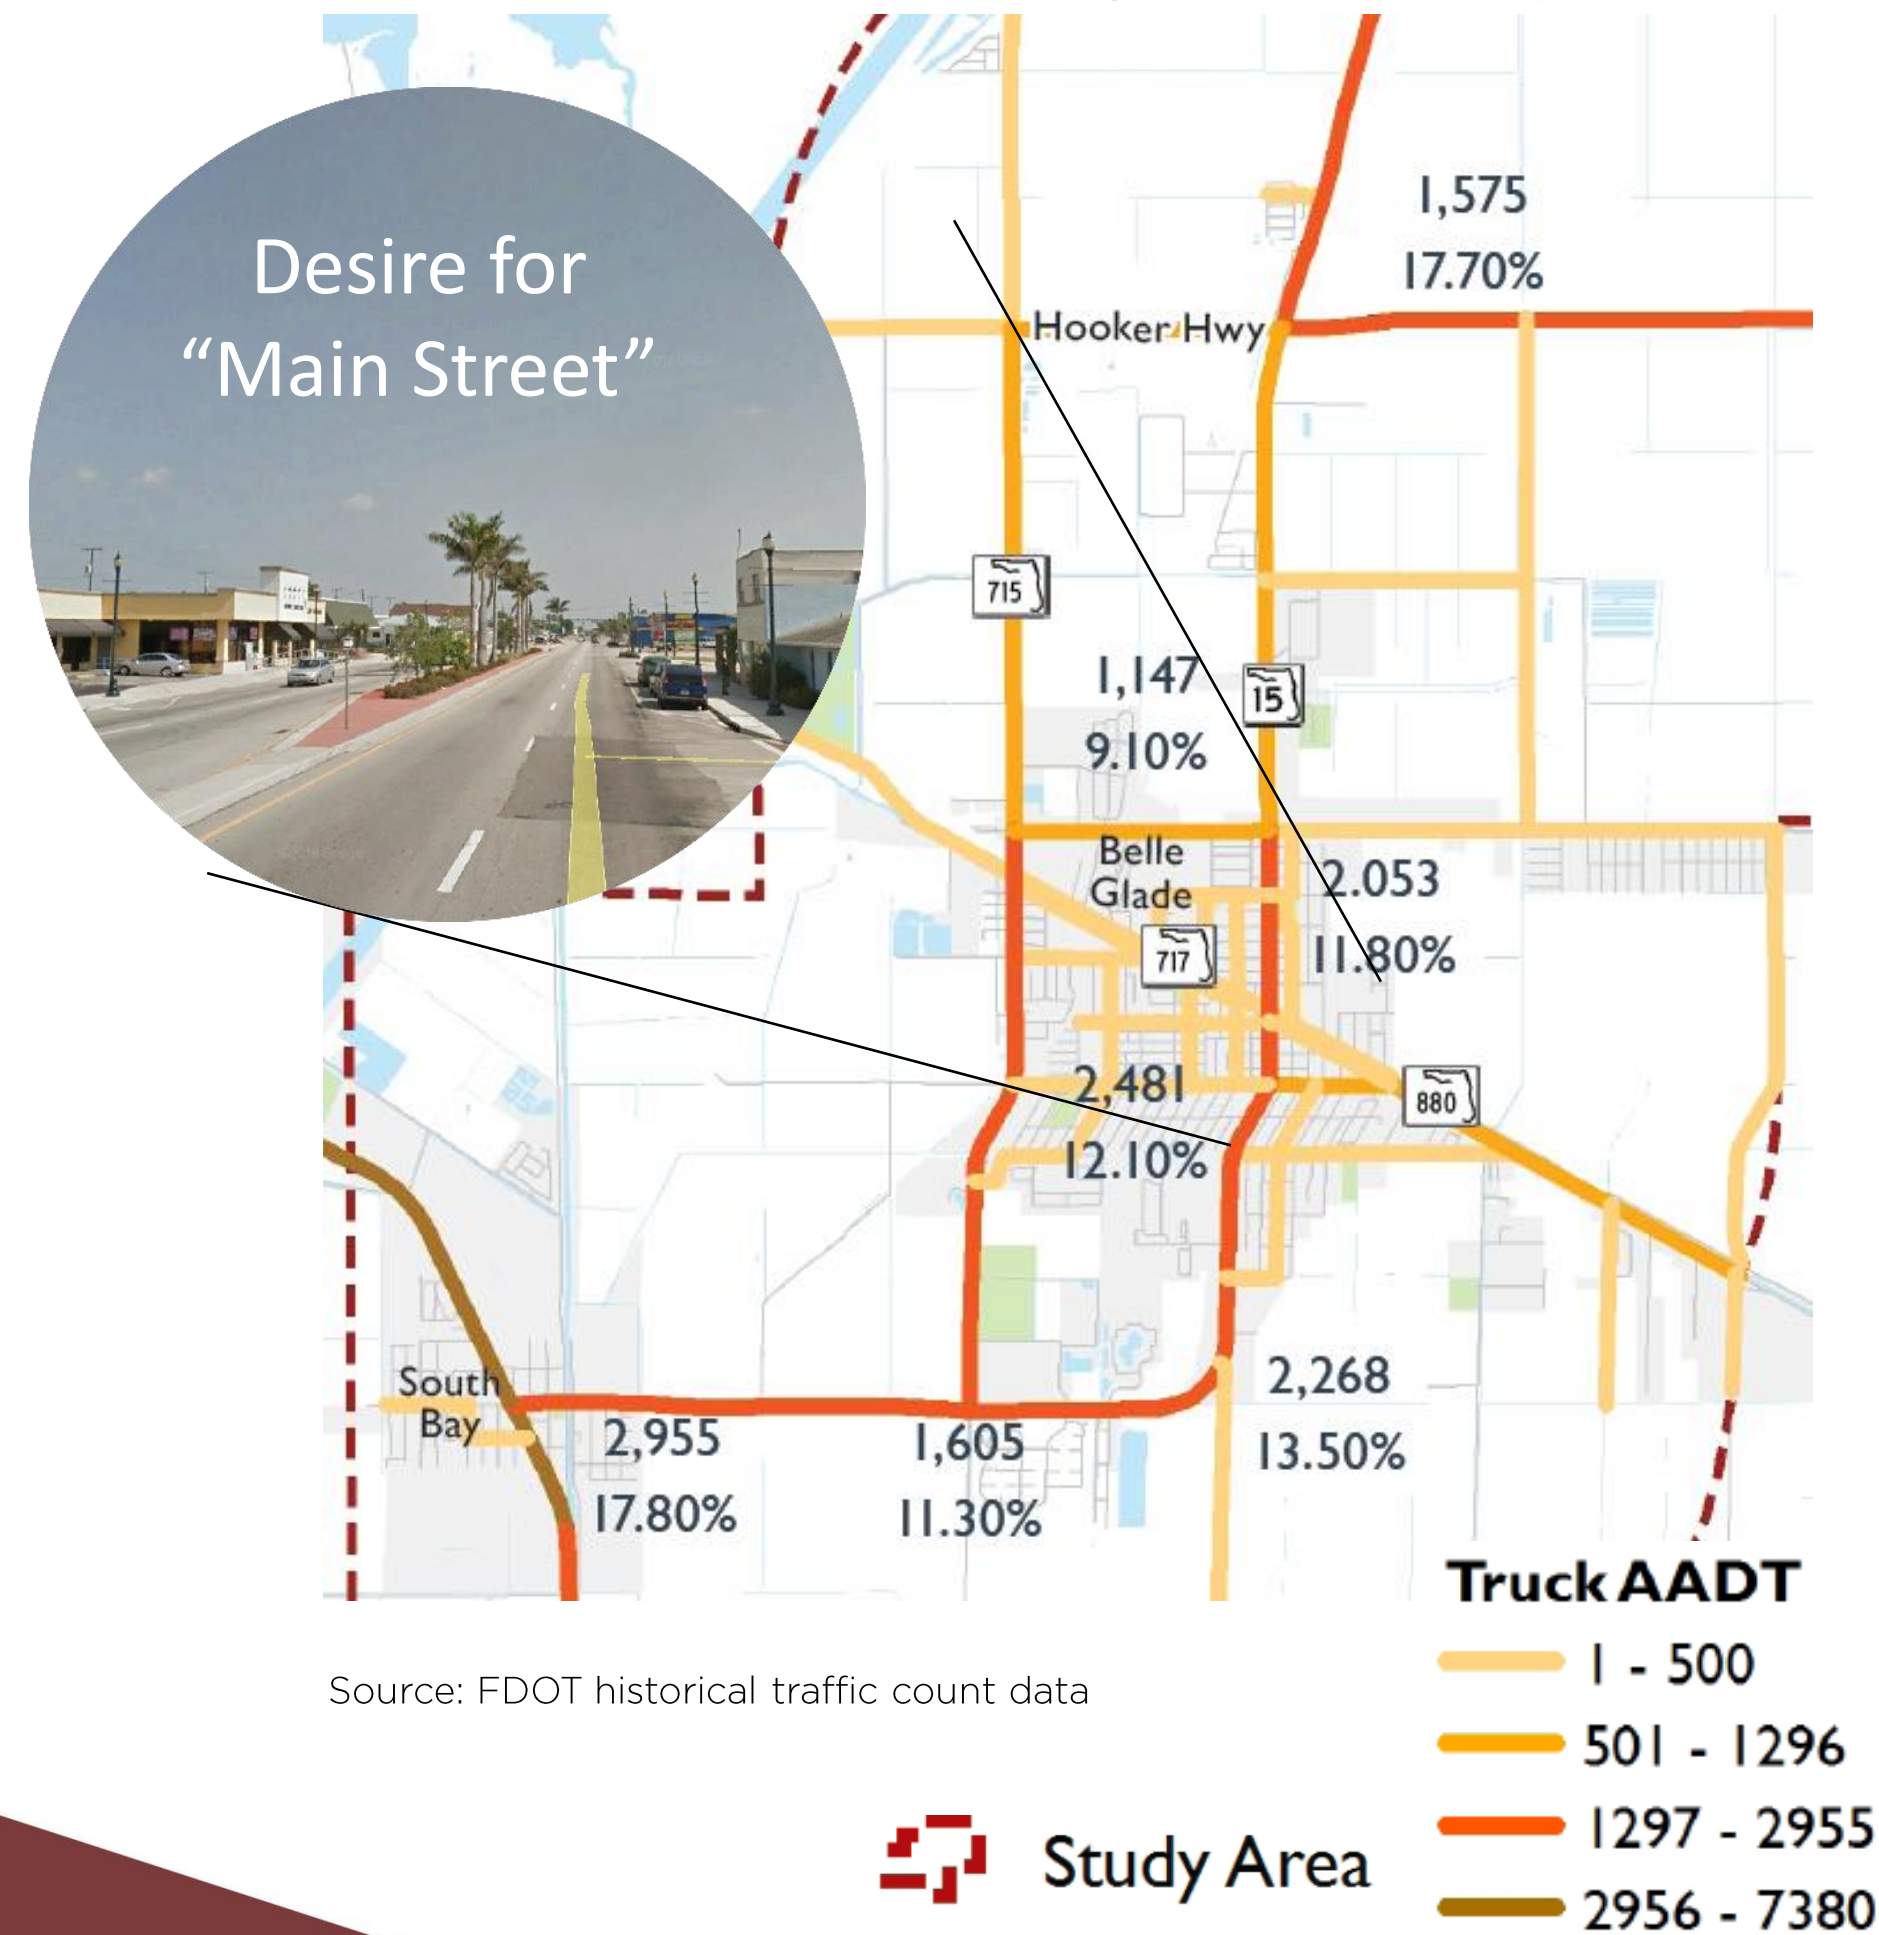 Desire for
“Main Street”
1,575
17.70%
Hooker Hwy
715
1,147
9.10%
15
Belle
Glade
2.053
11.80%
717
2,481
12.10%
880
South
Bay
2,955
17.80%
1,605
11.30%
2,268
13.50%
Truck AADT
1 - 500
501 - 1296
1297 - 2955
2956 - 7380
Source: FDOT historical traffic count data
Study Area